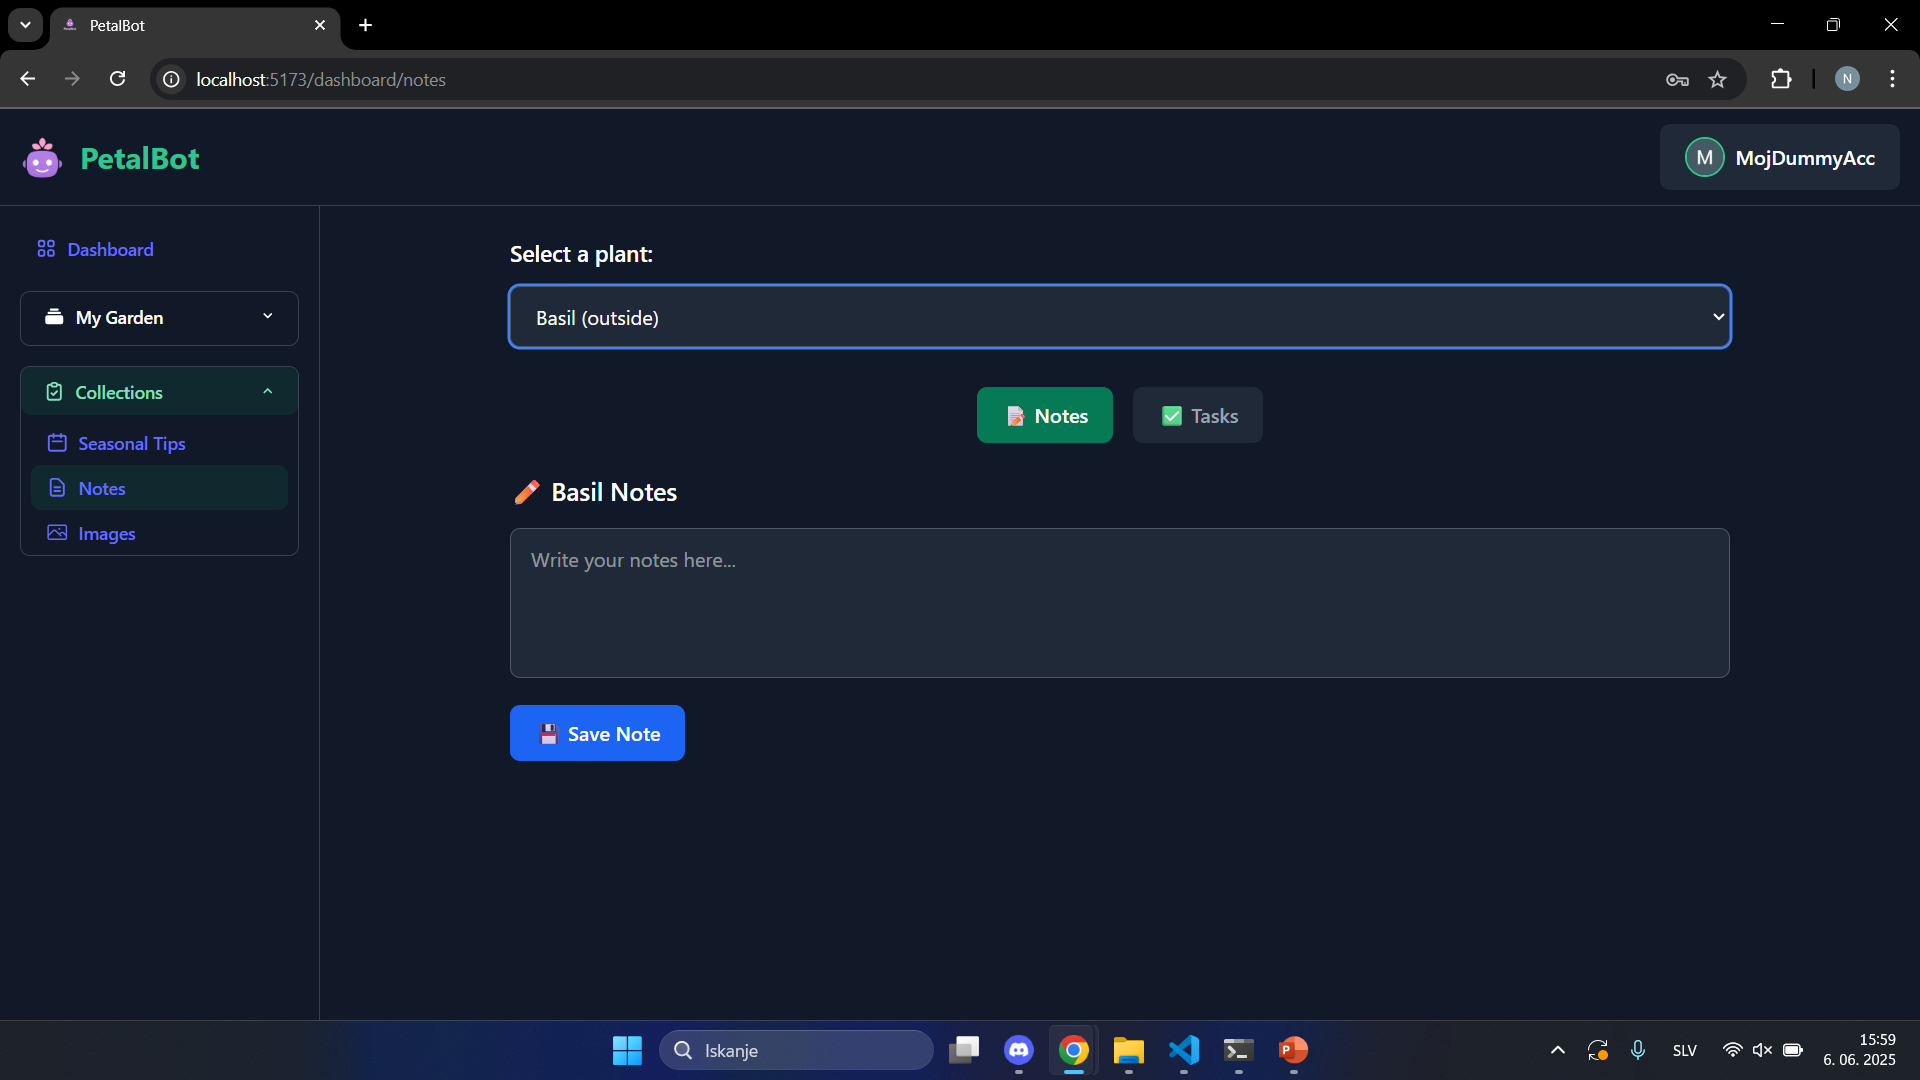 PetalBot
localhost:5173/dashboard/notes
N
PetalBot
M MojDummyAcc
Dashboard
My Garden
Collections
Seasonal Tips
Notes
Images
Select a plant:
Basil (outside)
Notes
Tasks
Basil Notes
Write your notes here...
Save Note
Iskanje
SLV
15:59
6. 06. 2025